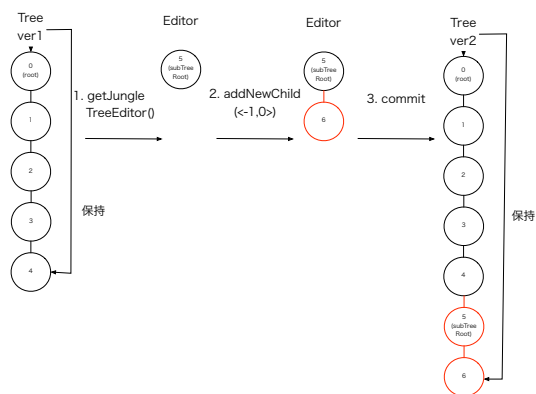 Tree
ver1
0
(root)
1
2
3
4
保持
1. getJungle
TreeEditor()
Editor
5
(subTree
Root)
2. addNewChild
(<-1,0>)
Editor
5
(subTree
Root)
6
3. commit
Tree
ver2
0
(root)
1
2
3
4
5
(subTree
Root)
6
保持